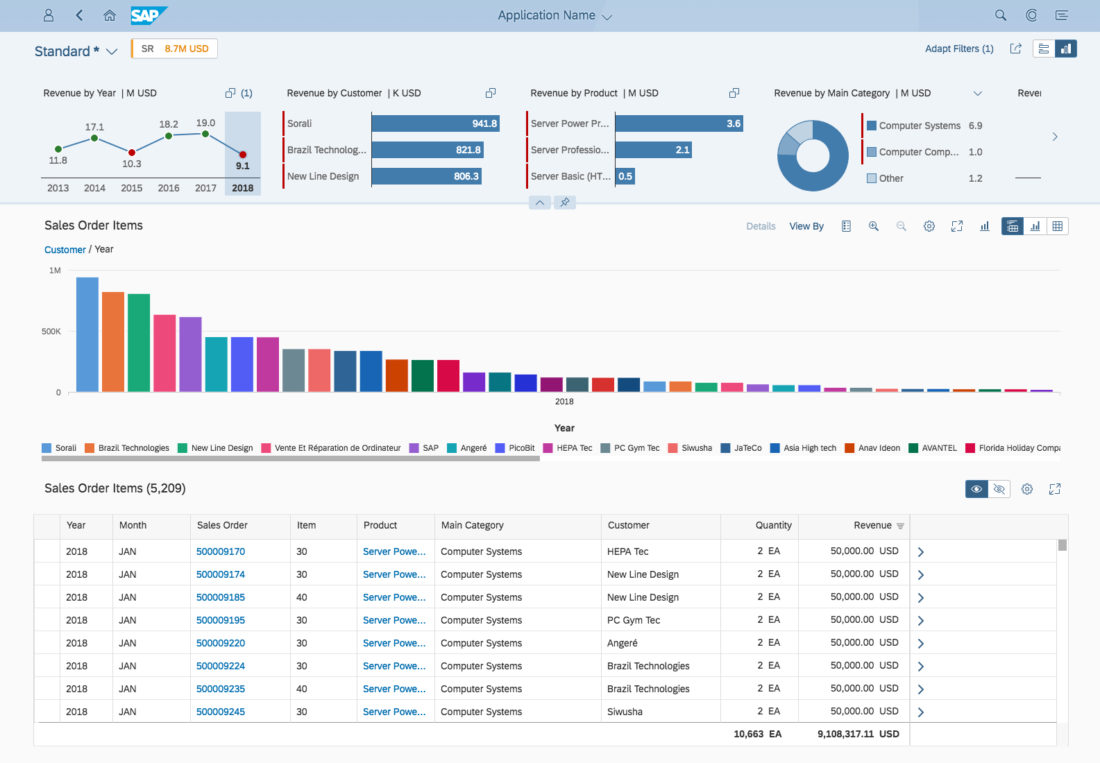 SAP
Application Name
Standard *
SR 8.7M USD
Adapt Filters (1)
Revenue by Year | M USD
(1)
Revenue by Customer | K USD
Revenue by Product | M USD
Revenue by Main Category | M USD
11.8
17.1
10.3
18.2
19.0
9.1
2013 2014 2015 2016 2017 2018
Sorali 941.8
Brazil Technolog... 821.8
New Line Design 806.3
Server Power Pr... 3.6
Server Professio... 2.1
Server Basic (HT... 0.5
Computer Systems 6.9
Computer Comp... 1.0
Other 1.2
Sales Order Items
Details View By
Customer / Year
1M
500K
0
2018
Year
Sorali Brazil Technologies New Line Design Vente Et Réparation de Ordinateur SAP Angeré PicoBit HEPA Tec PC Gym Tec Siwusha JaTeCo Asia High tech Anav Ideon AVANTEL Florida Holiday
Sales Order Items (5,209)
Year Month Sales Order Item Product Main Category Customer Quantity Revenue
2018 JAN 500009170 30 Server Powe... Computer Systems HEPA Tec 2 EA 50,000.00 USD
2018 JAN 500009174 30 Server Powe... Computer Systems New Line Design 2 EA 50,000.00 USD
2018 JAN 500009185 40 Server Powe... Computer Systems New Line Design 2 EA 50,000.00 USD
2018 JAN 500009195 30 Server Powe... Computer Systems PC Gym Tec 2 EA 50,000.00 USD
2018 JAN 500009220 30 Server Powe... Computer Systems Angeré 2 EA 50,000.00 USD
2018 JAN 500009224 30 Server Powe... Computer Systems Brazil Technologies 2 EA 50,000.00 USD
2018 JAN 500009235 40 Server Powe... Computer Systems Brazil Technologies 2 EA 50,000.00 USD
2018 JAN 500009245 30 Server Powe... Computer Systems Siwusha 2 EA 50,000.00 USD
10,663 EA 9,108,317.11 USD